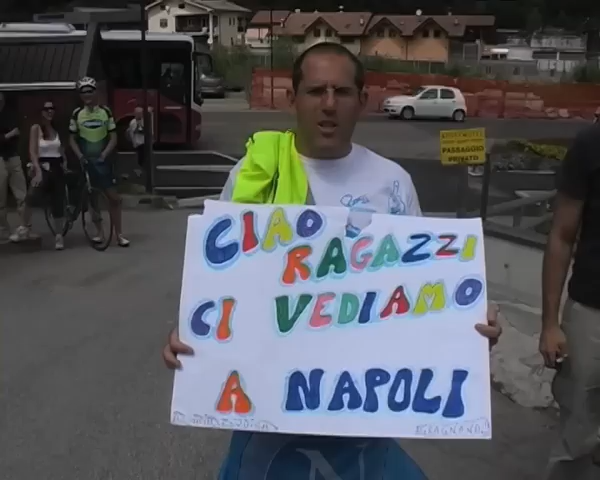 CIAO
RAGAZZI
CI VEDIAMO
A NAPOLI
PASSAGGIO
PRIVATO
N